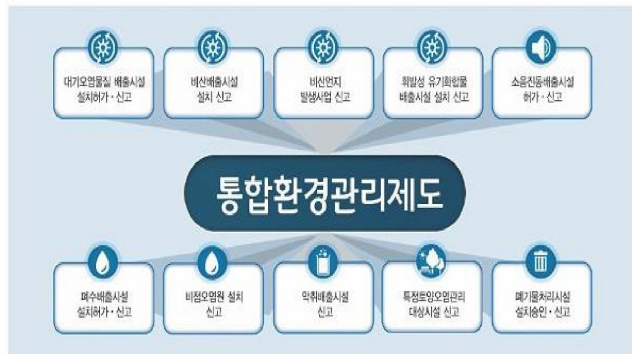 대기오염물질 배출시설
설치허가·신고
비산배출시설
설치 신고
비산먼지
발생사업 신고
휘발성 유기화합물
배출시설 설치 신고
소음진동배출시설
허가·신고
통합환경관리제도
폐수배출시설
설치허가·신고
비점오염원 설치
신고
악취배출시설
신고
특정토양오염관리
대상시설 신고
폐기물처리시설
설치승인·신고